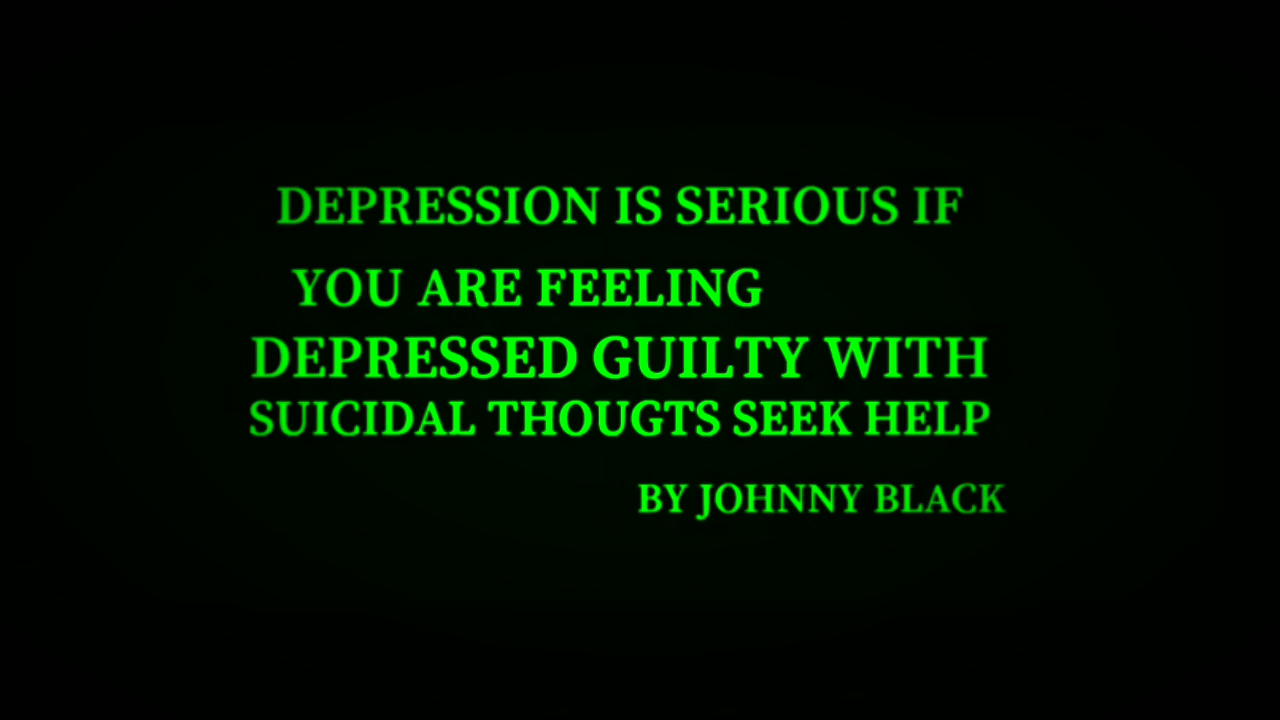 DEPRESSION IS SERIOUS IF
YOU ARE FEELING
DEPRESSED GUILTY WITH
SUICIDAL THOUGTS SEEK HELP
BY JOHNNY BLACK